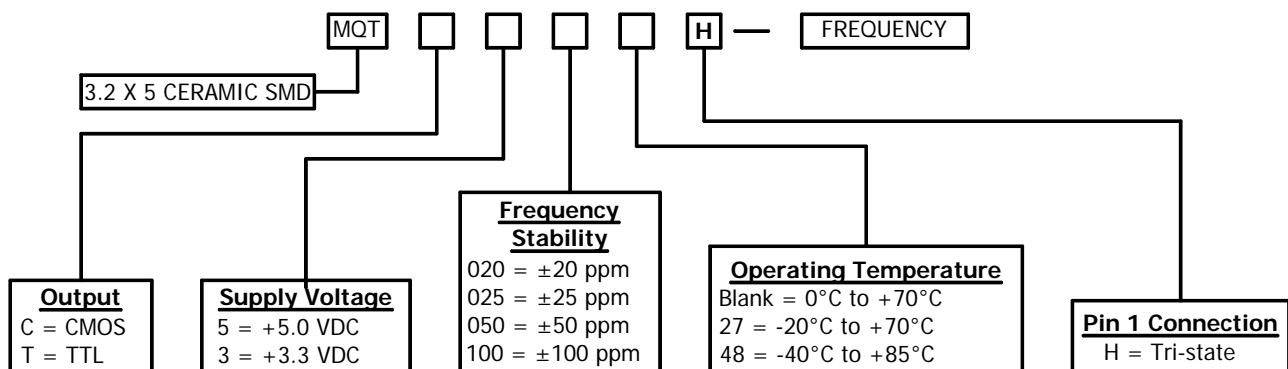 MQT H — FREQUENCY
3.2 X 5 CERAMIC SMD
Output
C = CMOS
T = TTL
Supply Voltage
5 = +5.0 VDC
3 = +3.3 VDC
Frequency
Stability
020 = ±20 ppm
025 = ±25 ppm
050 = ±50 ppm
100 = ±100 ppm
Operating Temperature
Blank = 0°C to +70°C
27 = -20°C to +70°C
48 = -40°C to +85°C
Pin 1 Connection
H = Tri-state